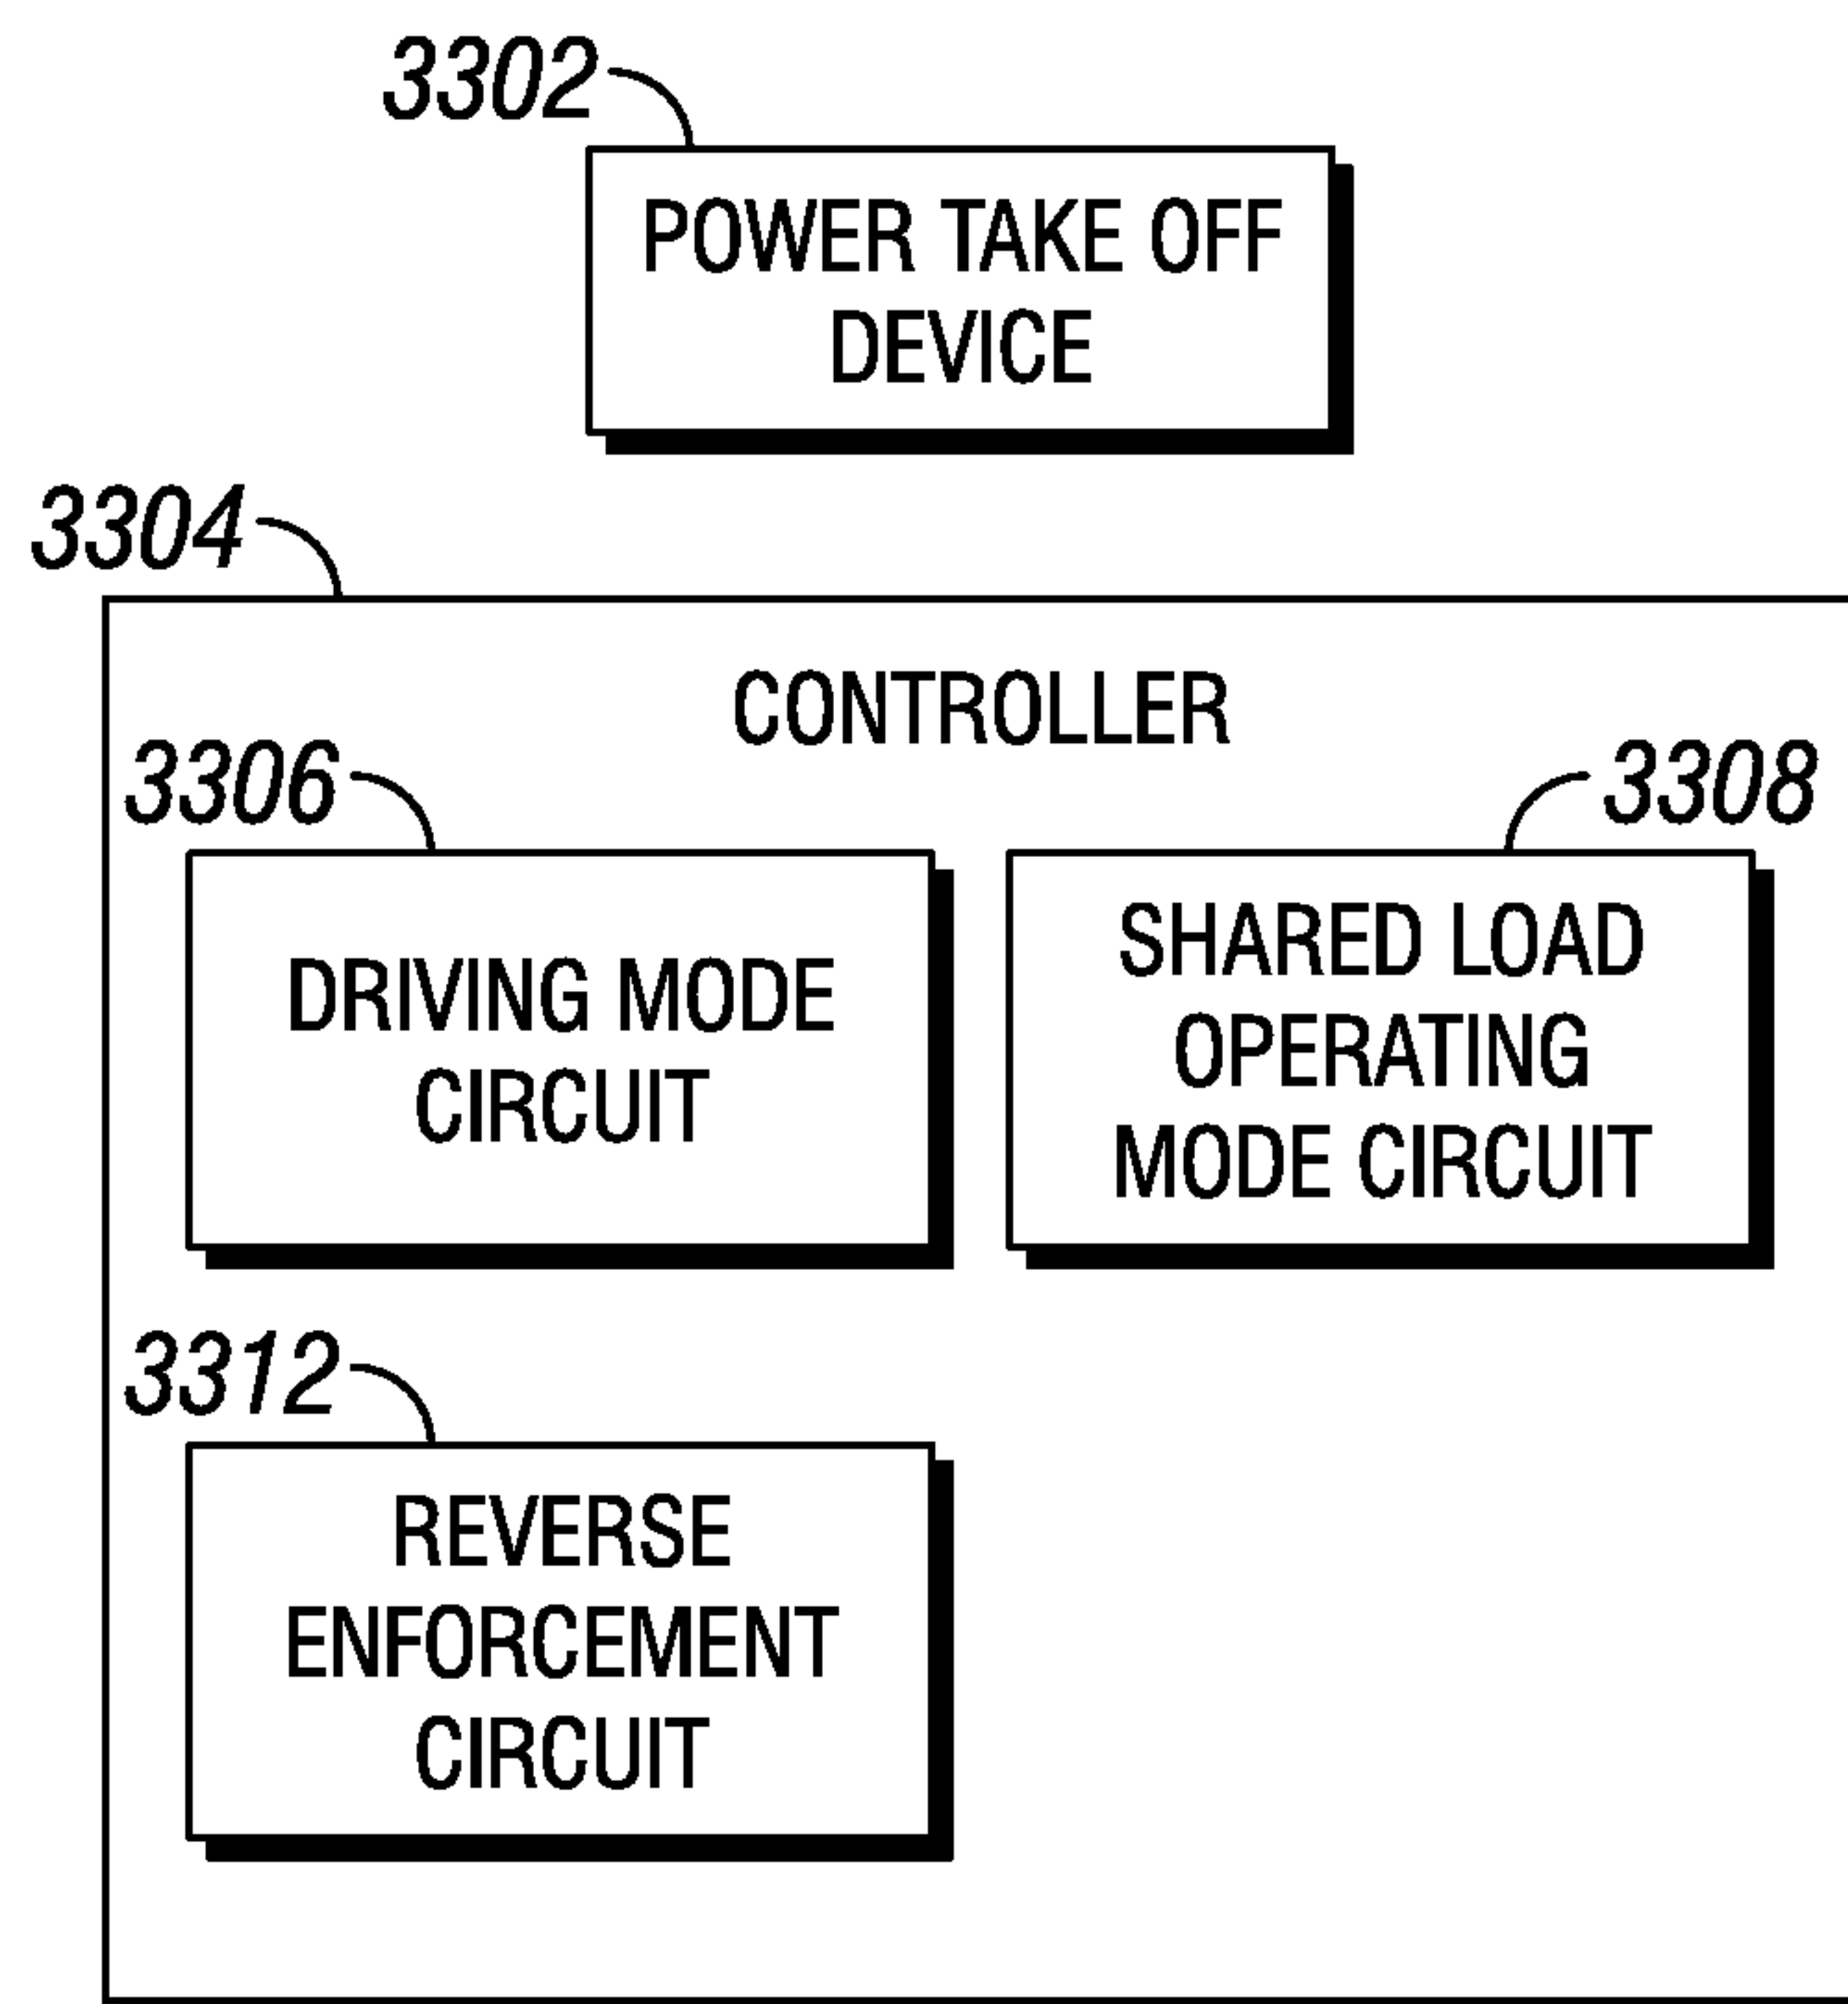 3302
POWER TAKE OFF
DEVICE
3304
CONTROLLER
3306
DRIVING MODE
CIRCUIT
3308
SHARED LOAD
OPERATING
MODE CIRCUIT
3312
REVERSE
ENFORCEMENT
CIRCUIT